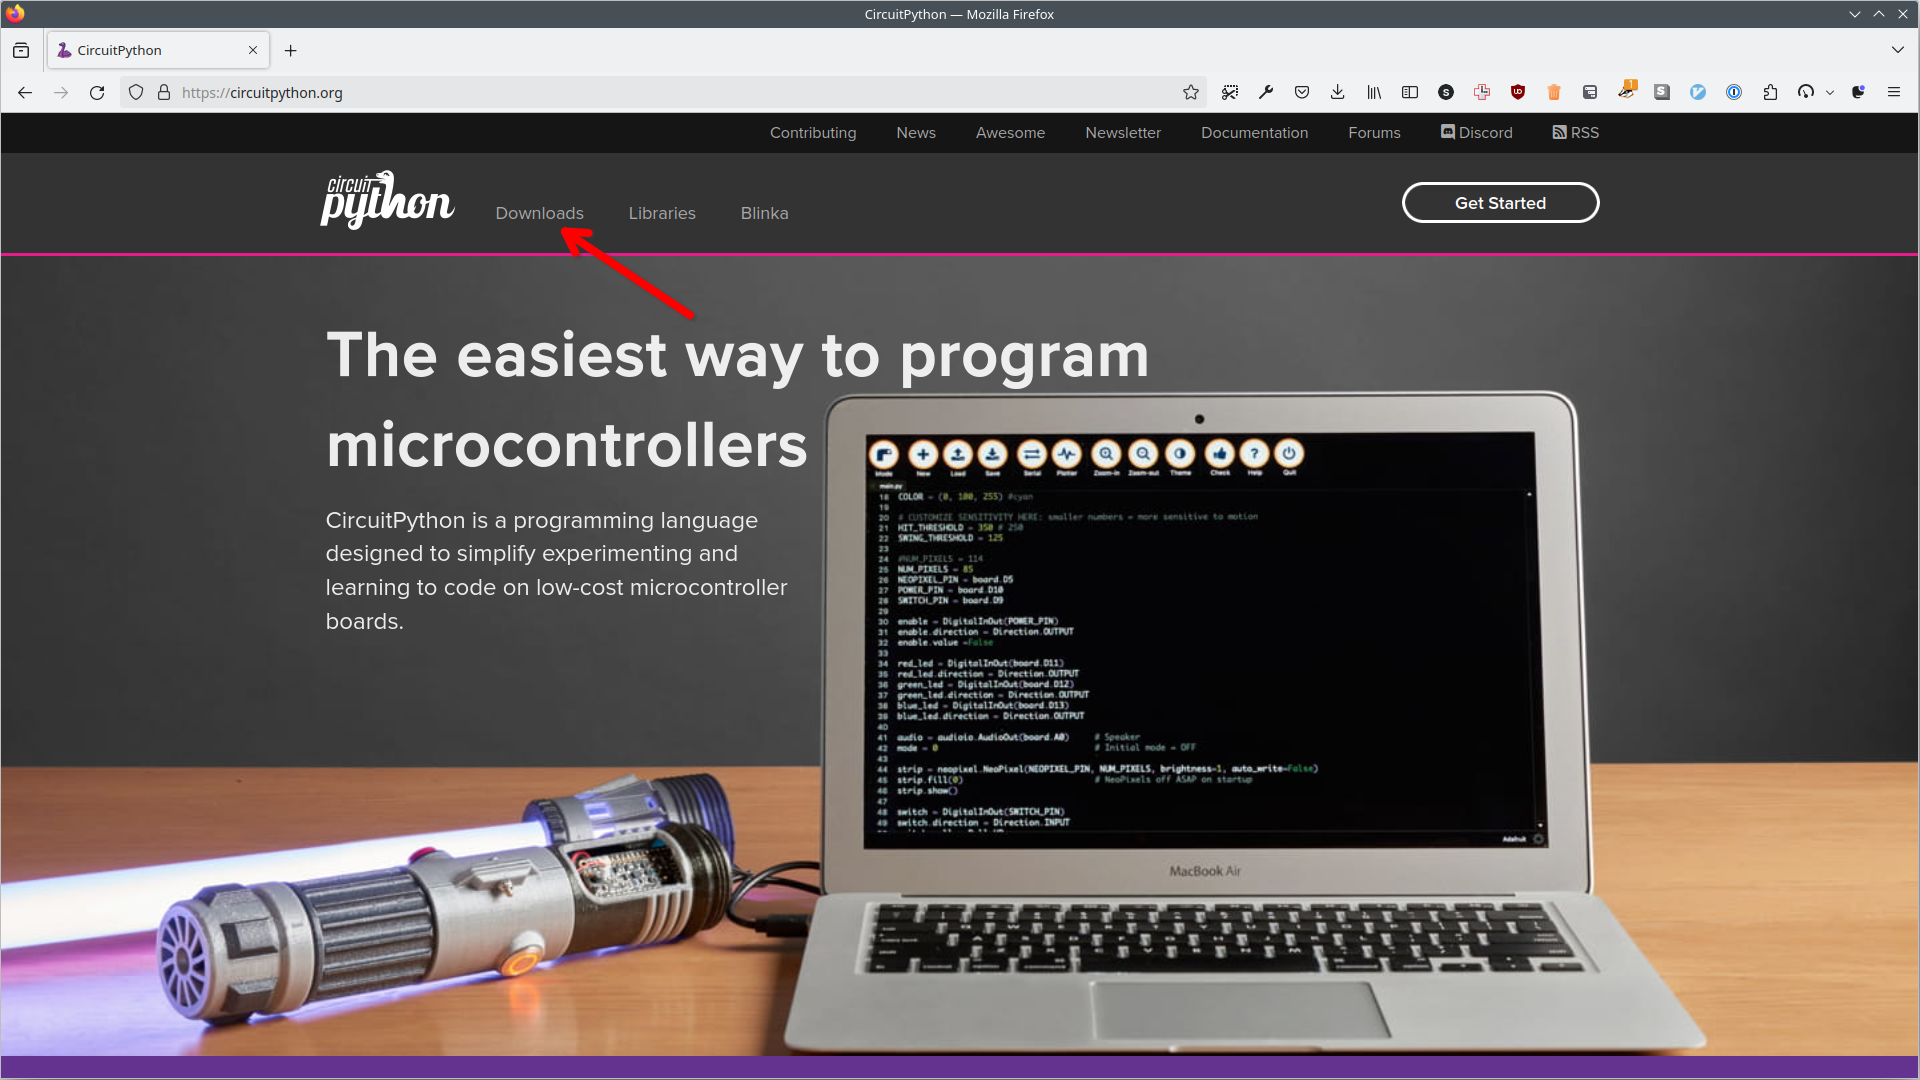 CircuitPython — Mozilla Firefox
CircuitPython
https://circuitpython.org
Contributing News Awesome Newsletter Documentation Forums Discord RSS
circuit
python
Downloads Libraries Blinka
Get Started
The easiest way to program
microcontrollers
CircuitPython is a programming language
designed to simplify experimenting and
learning to code on low-cost microcontroller
boards.
Mode New Load Save Serial Plotter Zoom-in Zoom-out Theme Check Help Quit
main.py
18 COLOR = (0, 100, 255) #cyan
19
20 # CUSTOMIZE SENSITIVITY HERE: smaller numbers = more sensitive to motion
21 HIT_THRESHOLD = 350 # 250
22 SWING_THRESHOLD = 125
23
24 #NUM_PIXELS = 114
25 NUM_PIXELS = 85
26 NEOPIXEL_PIN = board.D5
27 POWER_PIN = board.D10
28 SWITCH_PIN = board.D9
29
30 enable = DigitalInOut(POWER_PIN)
31 enable.direction = Direction.OUTPUT
32 enable.value =False
33
34 red_led = DigitalInOut(board.D11)
35 red_led.direction = Direction.OUTPUT
36 green_led = DigitalInOut(board.D12)
37 green_led.direction = Direction.OUTPUT
38 blue_led = DigitalInOut(board.D13)
39 blue_led.direction = Direction.OUTPUT
40
41 audio = audioio.AudioOut(board.A0) # Speaker
42 mode = 0 # Initial mode = OFF
43
44 strip = neopixel.NeoPixel(NEOPIXEL_PIN, NUM_PIXELS, brightness=1, auto_write=False)
45 strip.fill(0) # NeoPixels off ASAP on startup
46 strip.show()
47
48 switch = DigitalInOut(SWITCH_PIN)
49 switch.direction = Direction.INPUT
Adafruit
MacBook Air